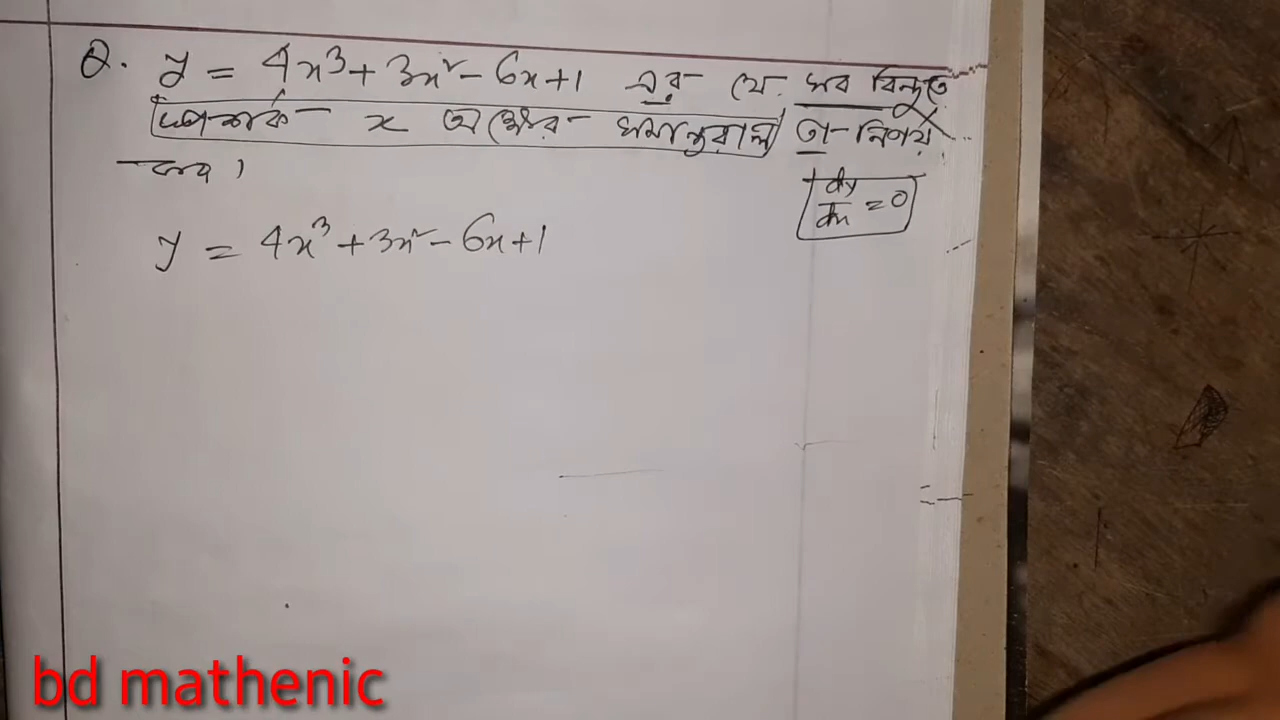 Q. y = 4x³ + 3x² - 6x + 1 এর যে সব বিন্দুতে
স্পর্শক x অক্ষের সমান্তরাল তা নির্ণয়
কর।
dy/dx = 0
y = 4x³ + 3x² - 6x + 1
bd mathenic